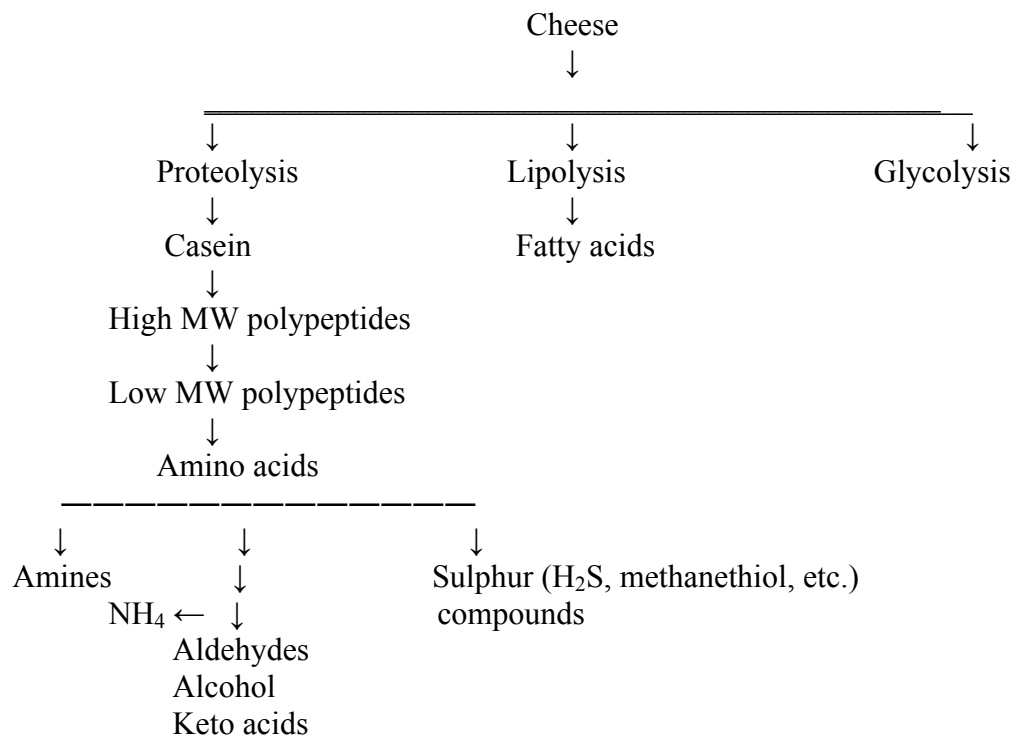 Cheese
↓
↓ ↓ ↓
Proteolysis Lipolysis Glycolysis
↓ ↓
Casein Fatty acids
↓
High MW polypeptides
↓
Low MW polypeptides
↓
Amino acids
↓ ↓ ↓
Amines ↓ Sulphur (H₂S, methanethiol, etc.)
NH₄ ← ↓ compounds
Aldehydes
Alcohol
Keto acids